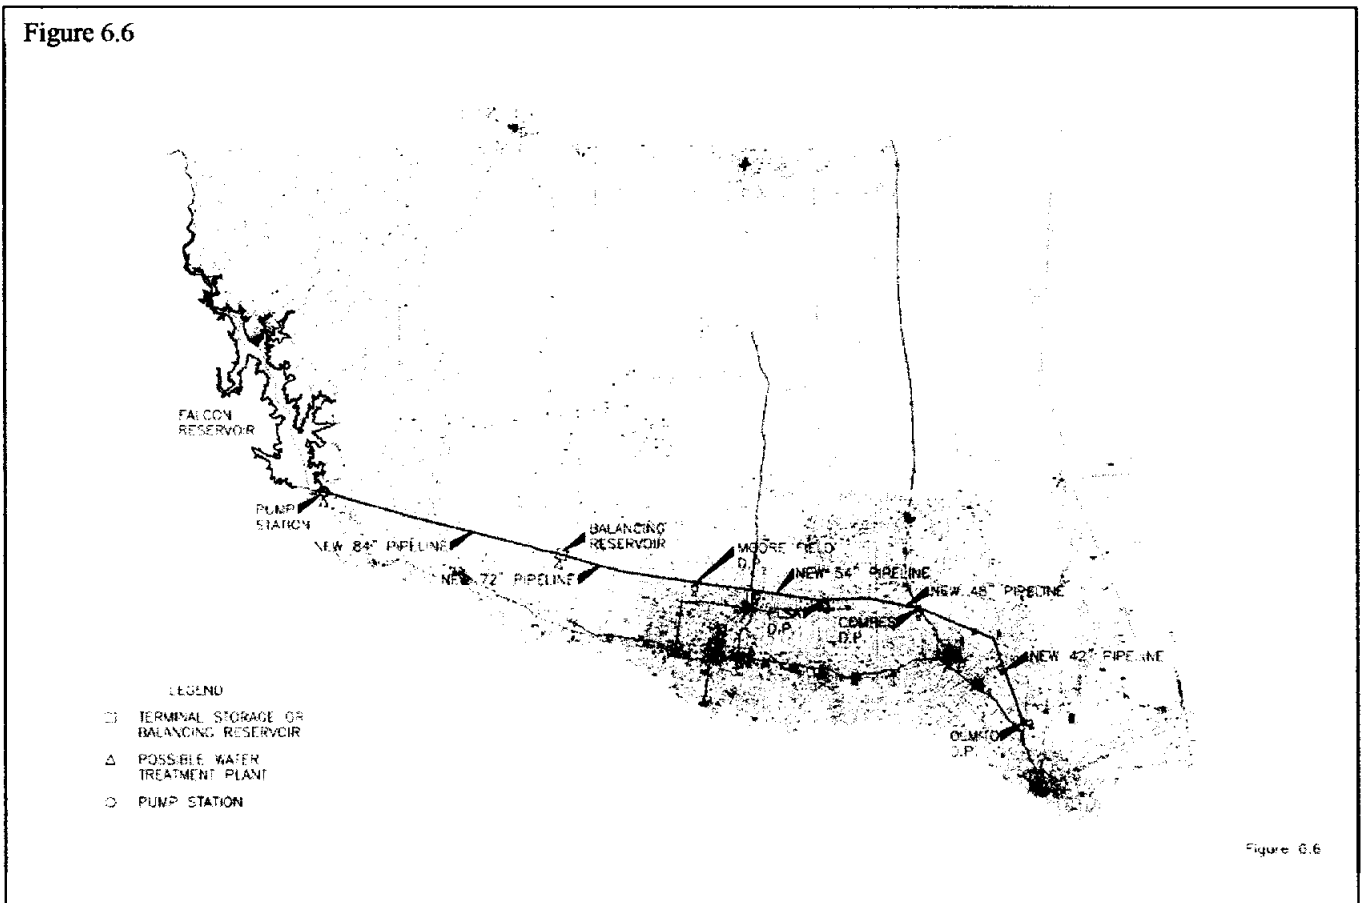 Figure 6.6
FALCON
RESERVOIR
PUMP
STATION
NEW 84" PIPELINE
BALANCING
RESERVOIR
NEW 72" PIPELINE
MOORE FIELD
D.P.
NEW 54" PIPELINE
ELSA
D.P.
COMBES
D.P.
NEW 48" PIPELINE
NEW 42" PIPELINE
OLMITO
D.P.
LEGEND
TERMINAL STORAGE OR
BALANCING RESERVOIR
POSSIBLE WATER
TREATMENT PLANT
PUMP STATION
Figure 6.6